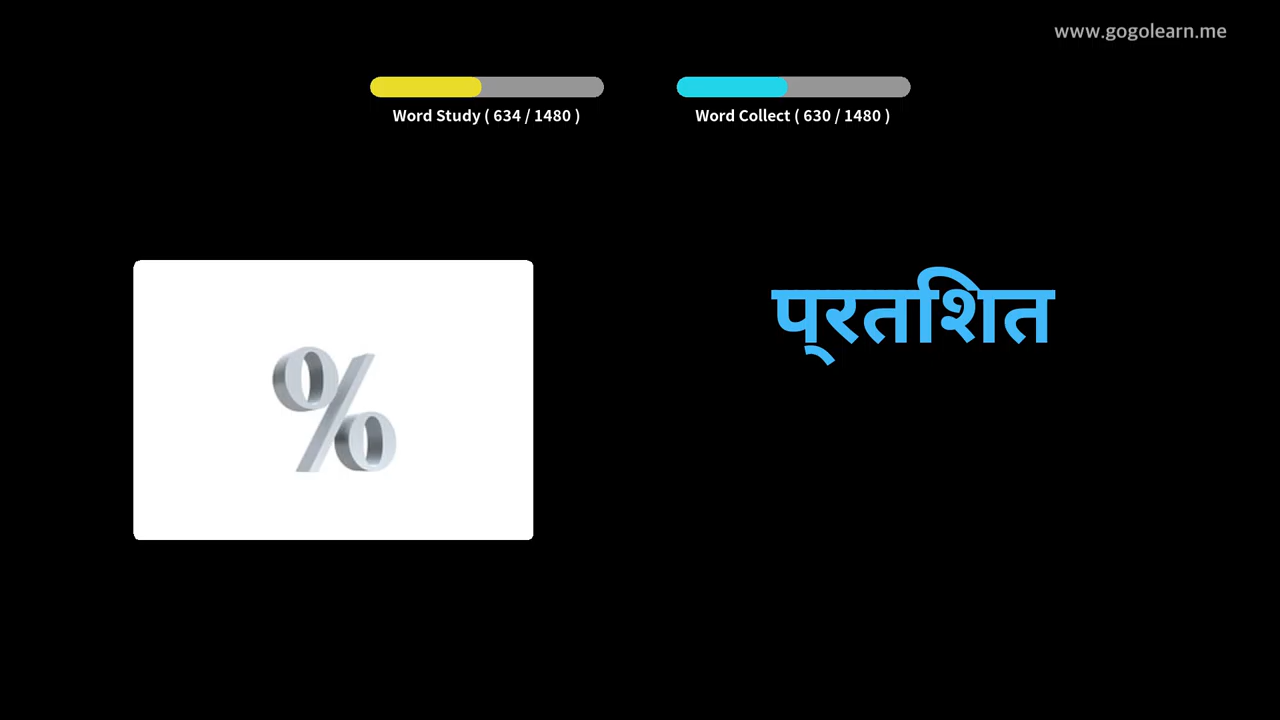 www.gogolearn.me
Word Study ( 634 / 1480 )
Word Collect ( 630 / 1480 )
%
प्रतिशत